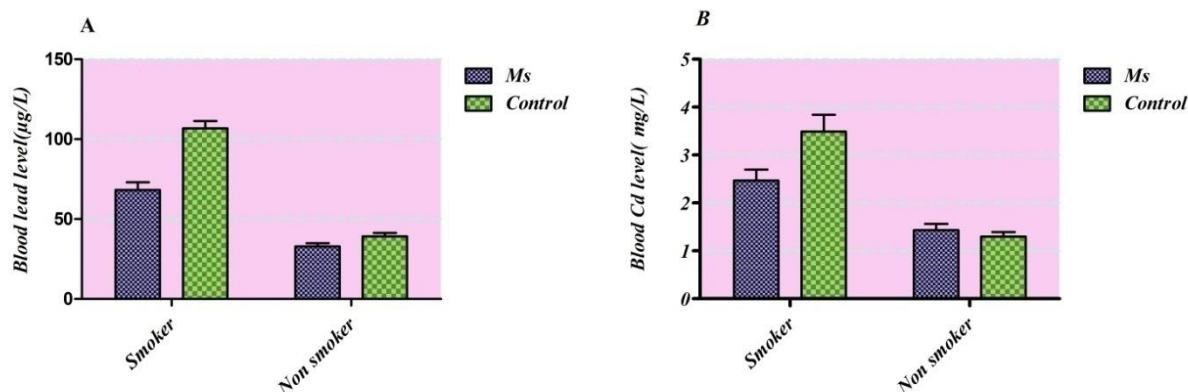 A
Blood lead level(µg/L)
150
100
50
0
Smoker
Non smoker
Ms
Control
B
Blood Cd level( mg/L)
5
4
3
2
1
0
Smoker
Non smoker
Ms
Control